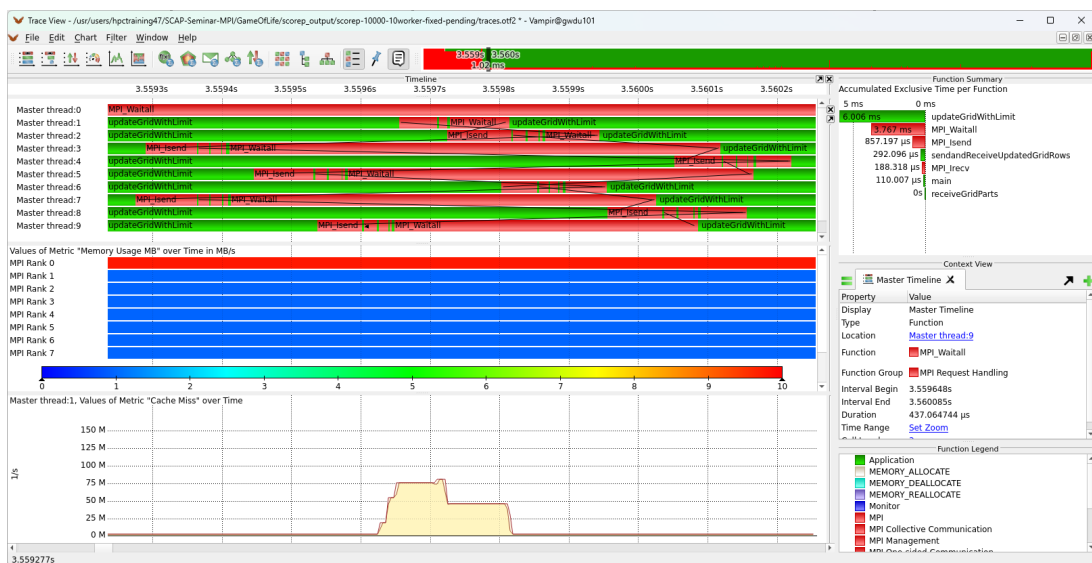 Trace View - /usr/users/hpctraining47/SCAP-Seminar-MPI/GameOfLife/scorep_output/scorep-10000-10worker-fixed-pending/traces.otf2 * - Vampir@gwdu101
File Edit Chart Filter Window Help
3.559s 3.560s
1.02 ms
Timeline
3.5593s 3.5594s 3.5595s 3.5596s 3.5597s 3.5598s 3.5599s 3.5600s 3.5601s 3.5602s
Master thread:0 MPI_Waitall
Master thread:1 updateGridWithLimit MPI_Waitall updateGridWithLimit
Master thread:2 updateGridWithLimit MPI_Isend MPI_Waitall updateGridWithLimit
Master thread:3 MPI_Isend MPI_Waitall updateGridWithLimit
Master thread:4 updateGridWithLimit MPI_Isend
Master thread:5 updateGridWithLimit MPI_Isend MPI_Waitall
Master thread:6 updateGridWithLimit updateGridWithLimit
Master thread:7 MPI_Isend MPI_Waitall updateGridWithLimit
Master thread:8 updateGridWithLimit MPI_Isend
Master thread:9 updateGridWithLimit MPI_Isend MPI_Waitall updateGridWithLimit
Values of Metric "Memory Usage MB" over Time in MB/s
MPI Rank 0
MPI Rank 1
MPI Rank 2
MPI Rank 3
MPI Rank 4
MPI Rank 5
MPI Rank 6
MPI Rank 7
0 1 2 3 4 5 6 7 8 9 10
Master thread:1, Values of Metric "Cache Miss" over Time
150 M
125 M
100 M
75 M
50 M
25 M
0 M
1/s
3.559277s
Function Summary
Accumulated Exclusive Time per Function
5 ms 0 ms
6.006 ms updateGridWithLimit
3.767 ms MPI_Waitall
857.197 µs MPI_Isend
292.096 µs sendandReceiveUpdatedGridRows
188.318 µs MPI_Irecv
110.007 µs main
0s receiveGridParts
Context View
Master Timeline
Property Value
Display Master Timeline
Type Function
Location Master thread:9
Function MPI_Waitall
Function Group MPI Request Handling
Interval Begin 3.559648s
Interval End 3.560085s
Duration 437.064744 µs
Time Range Set Zoom
Function Legend
Application
MEMORY_ALLOCATE
MEMORY_DEALLOCATE
MEMORY_REALLOCATE
Monitor
MPI
MPI Collective Communication
MPI Management
MPI One-sided Communication